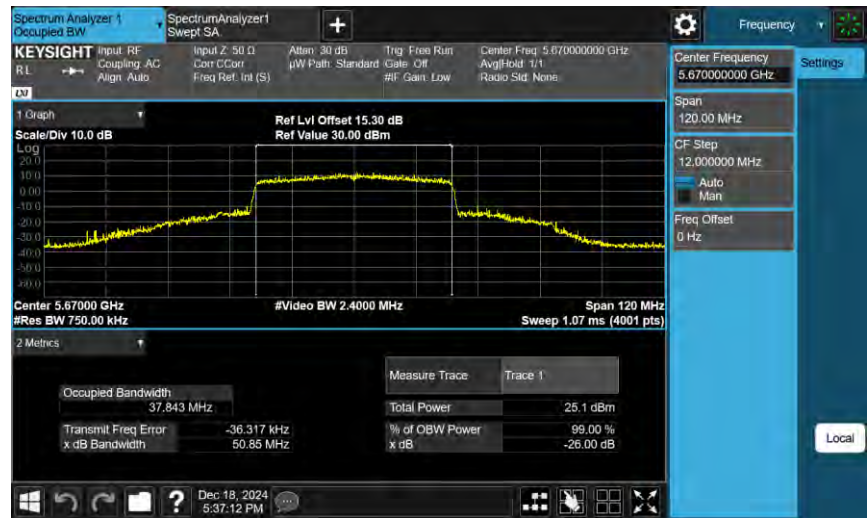 Spectrum Analyzer 1
Occupied BW
SpectrumAnalyzer1
Swept SA
+
Frequency
KEYSIGHT
RL
LXI
Input: RF
Coupling: AC
Align: Auto
Input Z: 50 Ω
Corr CCorr
Freq Ref: Int (S)
Atten: 30 dB
µW Path: Standard
Trig: Free Run
Gate: Off
#IF Gain: Low
Center Freq: 5.670000000 GHz
Avg|Hold: 1/1
Radio Std: None
Center Frequency
5.670000000 GHz
Settings
Span
120.00 MHz
CF Step
12.000000 MHz
Auto
Man
Freq Offset
0 Hz
1 Graph
Scale/Div 10.0 dB
Ref Lvl Offset 15.30 dB
Ref Value 30.00 dBm
Log
20.0
10.0
0.00
-10.0
-20.0
-30.0
-40.0
-50.0
-60.0
Center 5.67000 GHz
#Res BW 750.00 kHz
#Video BW 2.4000 MHz
Span 120 MHz
Sweep 1.07 ms (4001 pts)
2 Metrics
Measure Trace
Trace 1
Occupied Bandwidth
37.843 MHz
Total Power
25.1 dBm
Transmit Freq Error
-36.317 kHz
% of OBW Power
99.00 %
x dB Bandwidth
50.85 MHz
x dB
-26.00 dB
Local
?
Dec 18, 2024
5:37:12 PM